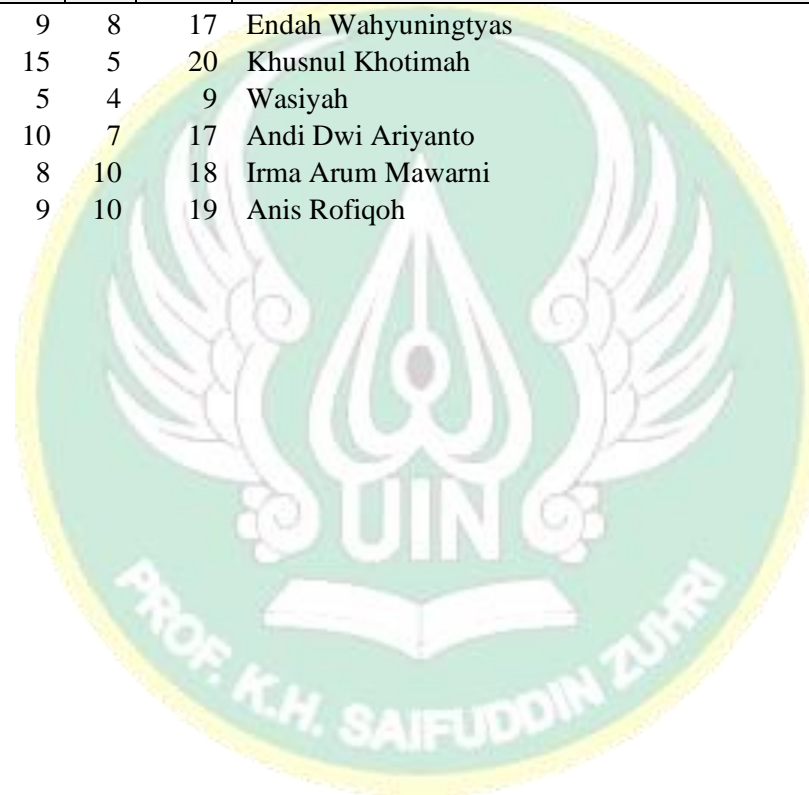 9 8 17 Endah Wahyuningtyas
15 5 20 Khusnul Khotimah
5 4 9 Wasiyah
10 7 17 Andi Dwi Ariyanto
8 10 18 Irma Arum Mawarni
9 10 19 Anis Rofiqoh
UIN
PROF. K.H. SAIFUDDIN ZUHRI